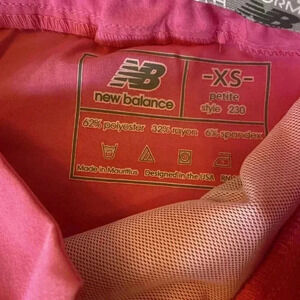 NB
new balance
-XS-
petite
style 230
62% polyester 32% rayon 6% spandex
Made in Mauritius Designed in the USA